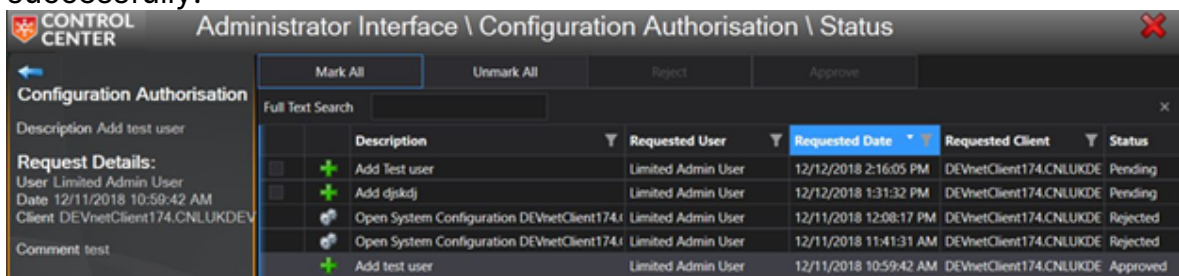 successfully.
CONTROL CENTER
Administrator Interface \ Configuration Authorisation \ Status
Configuration Authorisation
Description Add test user
Request Details:
User Limited Admin User
Date 12/11/2018 10:59:42 AM
Client DEVnetClient174.CNLUKDEV
Comment test
Mark All Unmark All Reject Approve
Full Text Search
Description Requested User Requested Date Requested Client Status
Add Test user Limited Admin User 12/12/2018 2:16:05 PM DEVnetClient174.CNLUKDE Pending
Add djskdj Limited Admin User 12/12/2018 1:31:32 PM DEVnetClient174.CNLUKDE Pending
Open System Configuration DEVnetClient174.( Limited Admin User 12/11/2018 12:08:17 PM DEVnetClient174.CNLUKDE Rejected
Open System Configuration DEVnetClient174.( Limited Admin User 12/11/2018 11:41:31 AM DEVnetClient174.CNLUKDE Rejected
Add test user Limited Admin User 12/11/2018 10:59:42 AM DEVnetClient174.CNLUKDE Approved